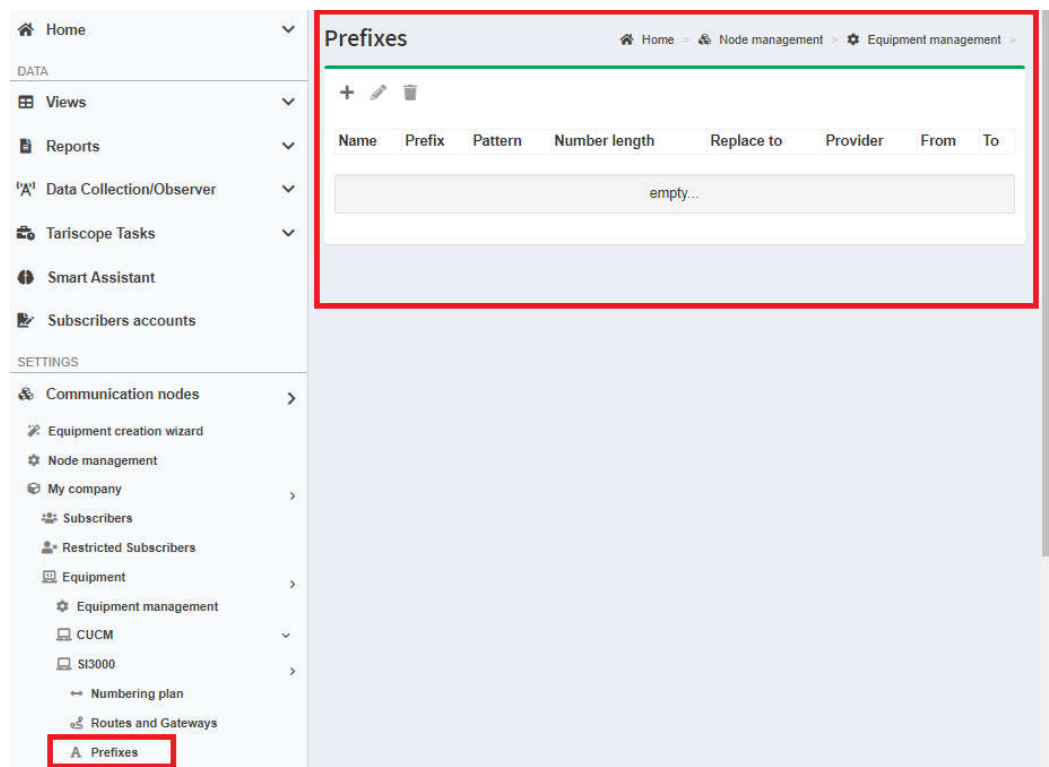 Home
DATA
Views
Reports
Data Collection/Observer
Tariscope Tasks
Smart Assistant
Subscribers accounts
SETTINGS
Communication nodes
Equipment creation wizard
Node management
My company
Subscribers
Restricted Subscribers
Equipment
Equipment management
CUCM
SI3000
Numbering plan
Routes and Gateways
Prefixes
Prefixes
Home > Node management > Equipment management >
Name Prefix Pattern Number length Replace to Provider From To
empty...